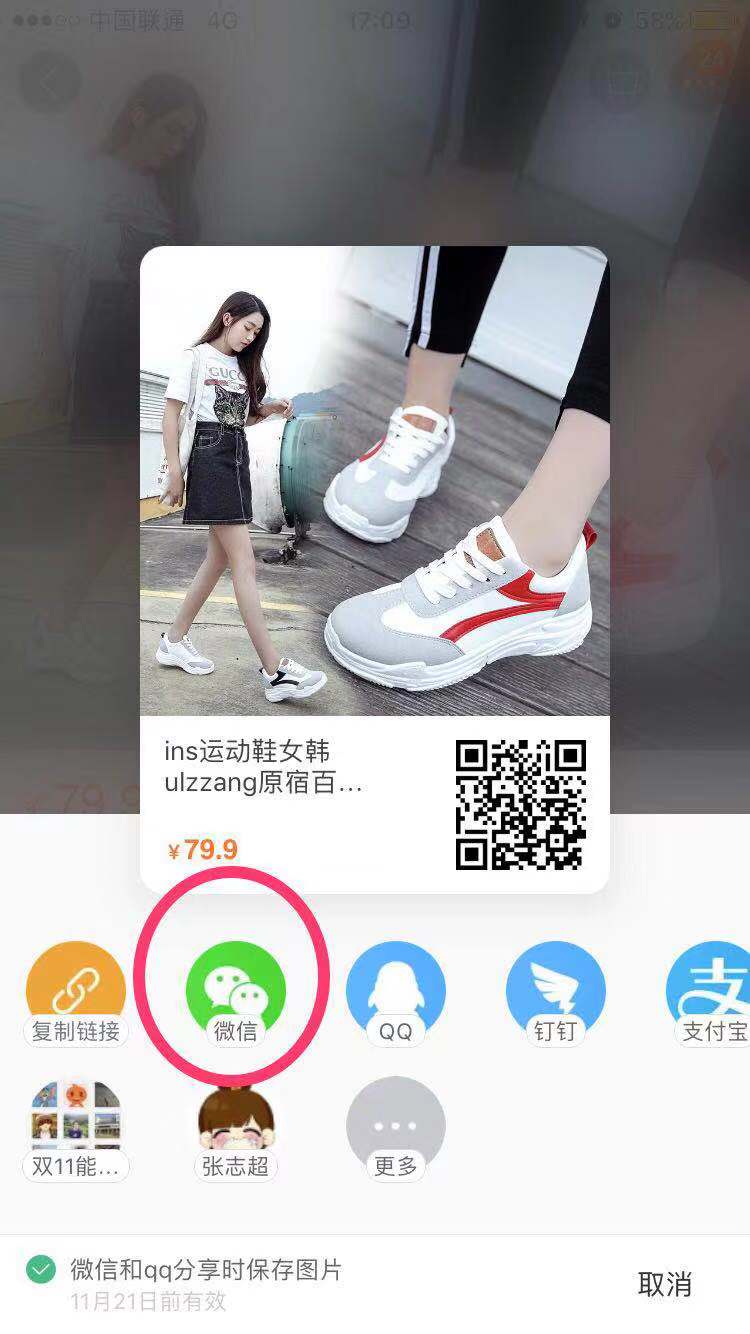 中国联通 4G 17:09 58%
24
GUCCI
ins运动鞋女韩
ulzzang原宿百...
¥79.9
复制链接
微信
QQ
钉钉
支付宝
双11能...
张志超
更多
微信和qq分享时保存图片
11月21日前有效
取消